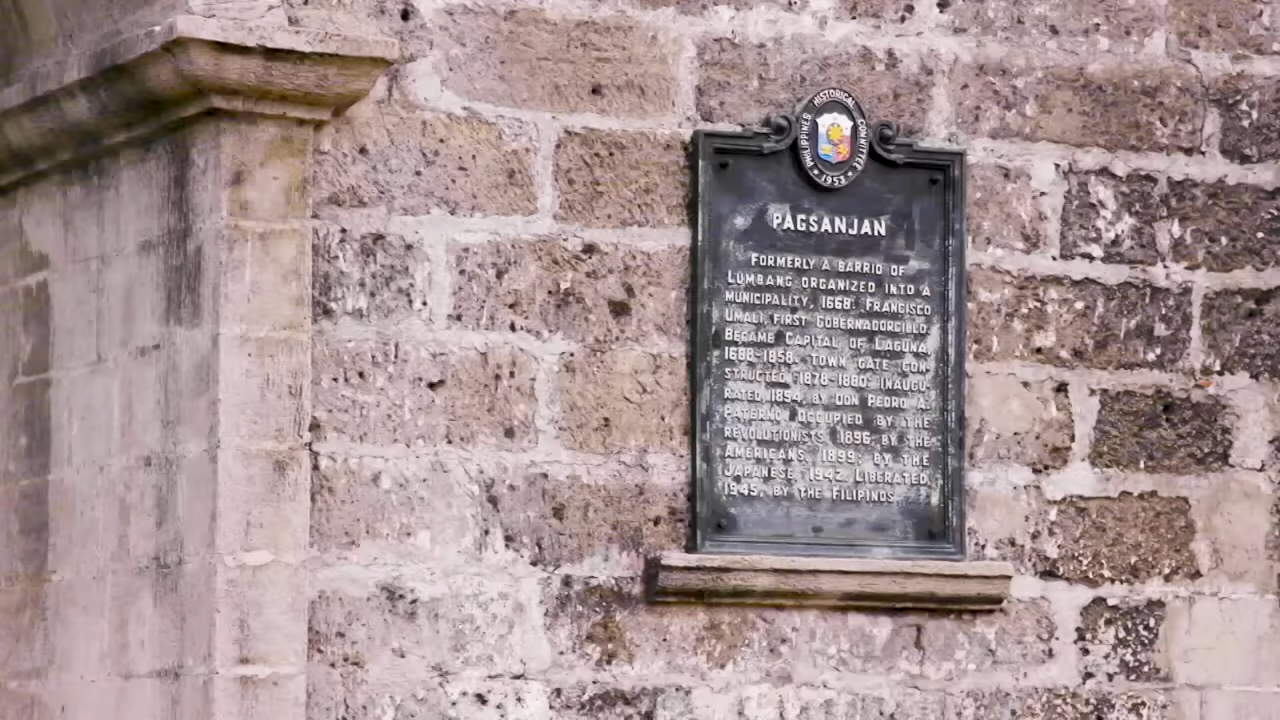 PHILIPPINES HISTORICAL COMMITTEE
1953
PAGSANJAN
FORMERLY A BARRIO OF
LUMBANG ORGANIZED INTO A
MUNICIPALITY, 1668. FRANCISCO
UMALI, FIRST GOBERNADORCILLO.
BECAME CAPITAL OF LAGUNA,
1688-1858. TOWN GATE CON-
STRUCTED 1878-1880; INAUGU-
RATED, 1894, BY DON PEDRO A.
PATERNO; OCCUPIED BY THE
REVOLUTIONISTS 1896; BY THE
AMERICANS, 1899; BY THE
JAPANESE 1942. LIBERATED,
1945, BY THE FILIPINOS